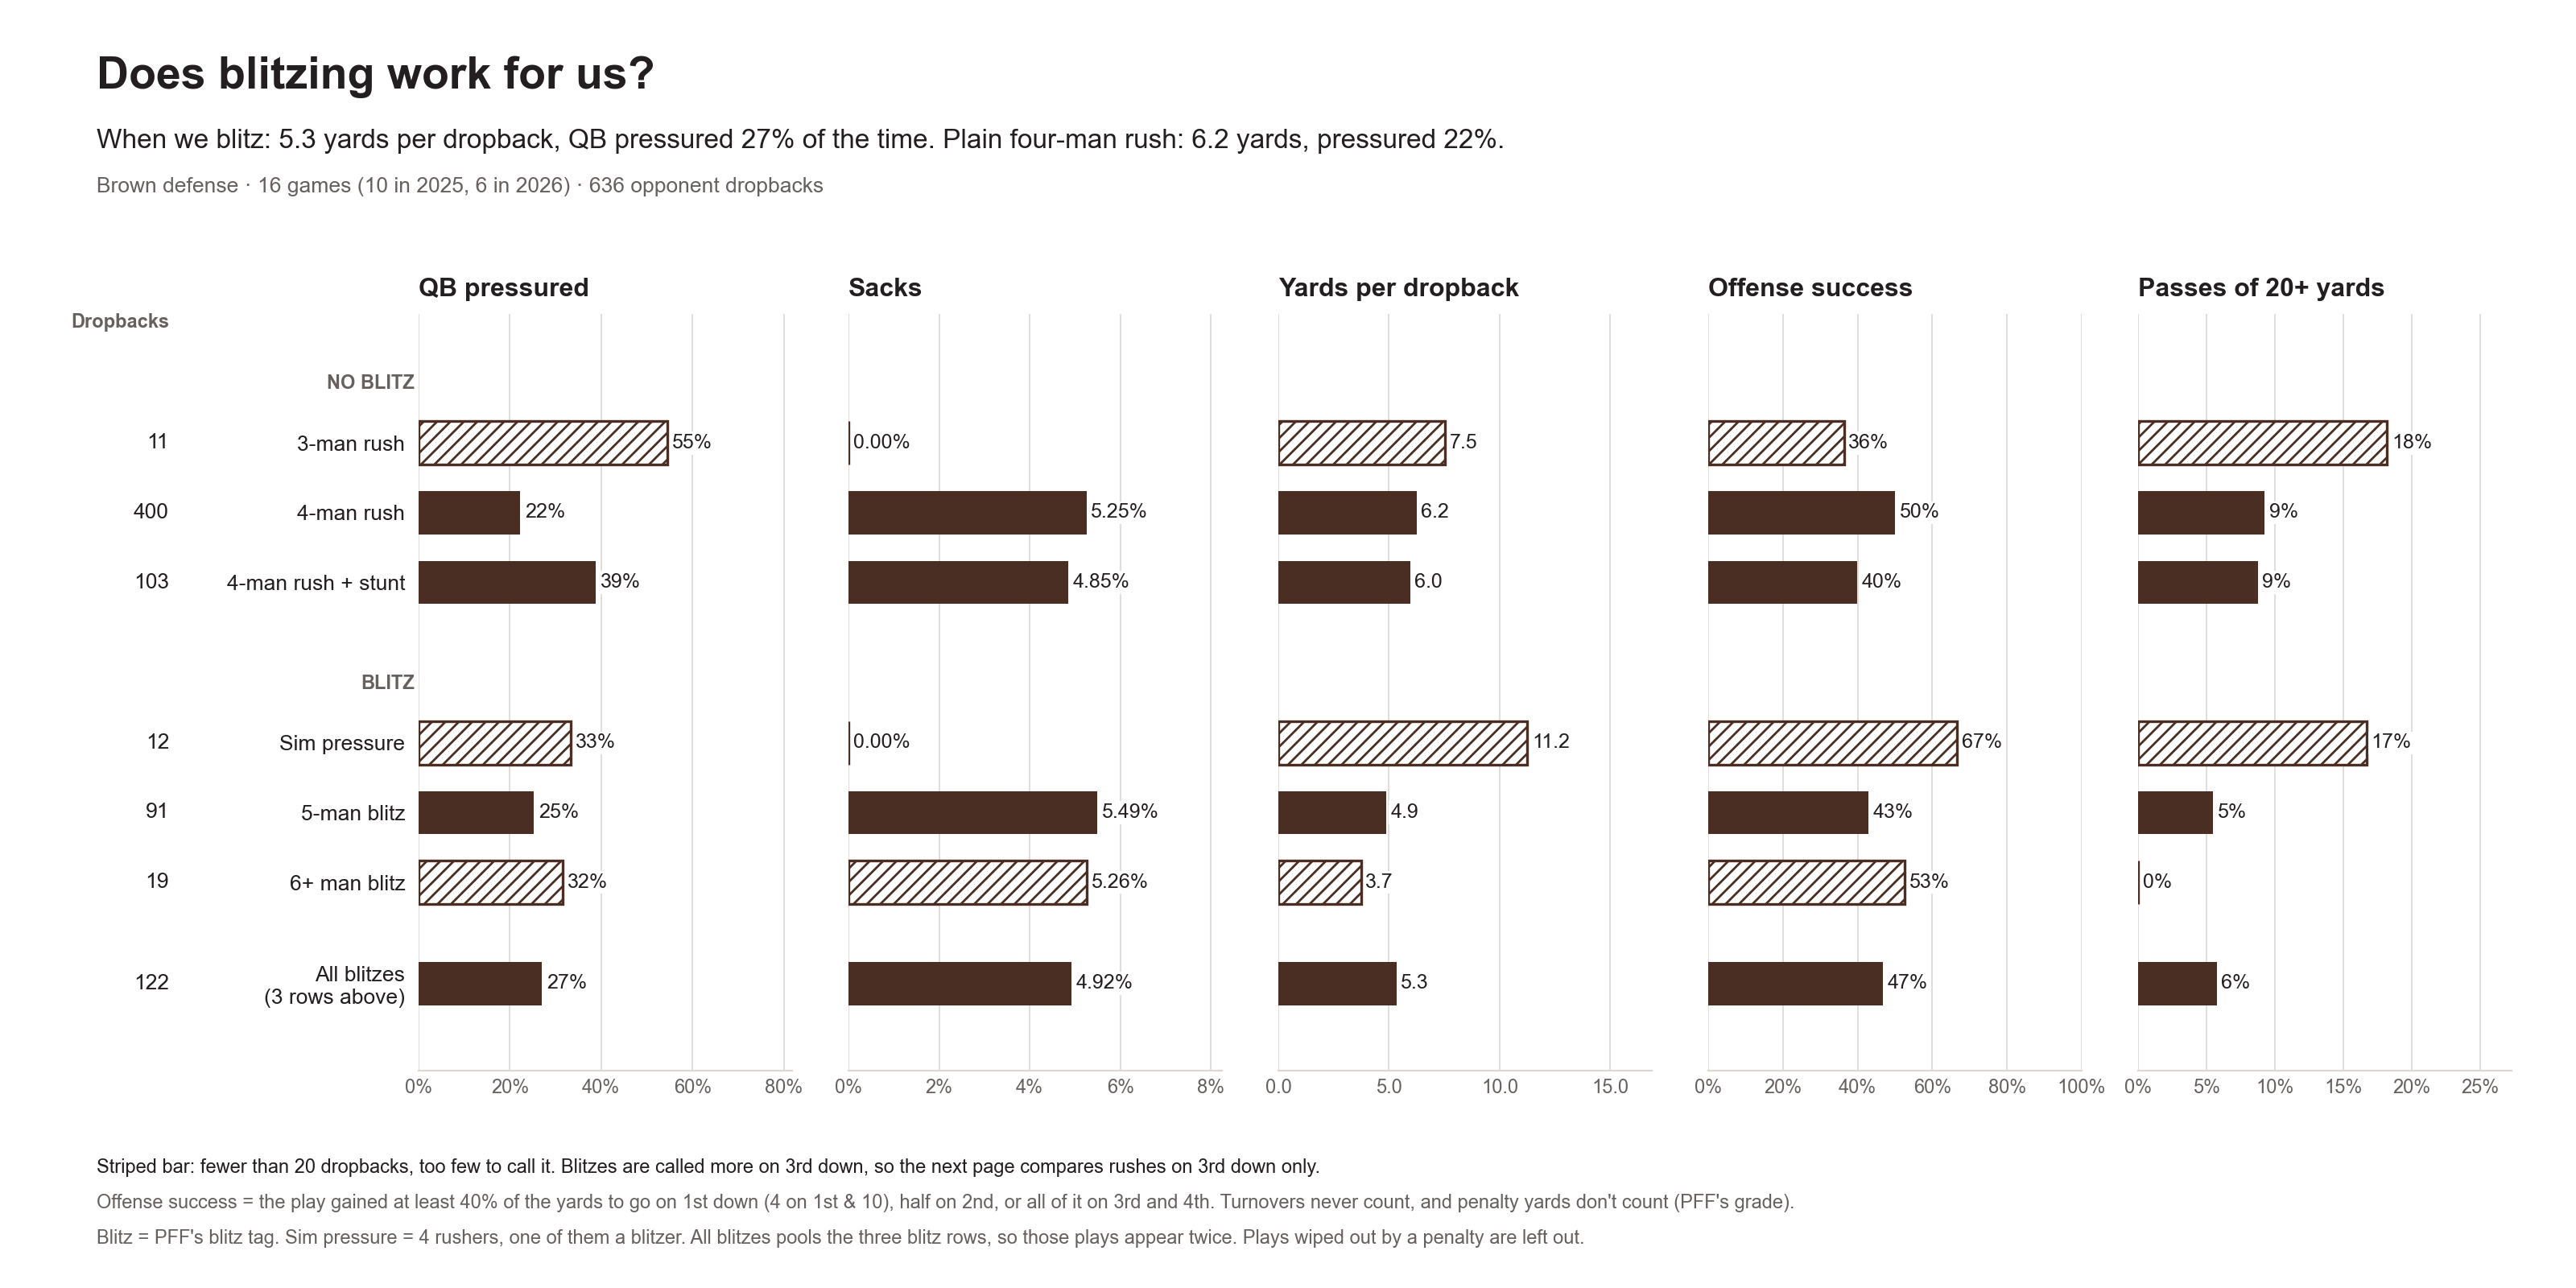 Does blitzing work for us?
When we blitz: 5.3 yards per dropback, QB pressured 27% of the time. Plain four-man rush: 6.2 yards, pressured 22%.
Brown defense · 16 games (10 in 2025, 6 in 2026) · 636 opponent dropbacks
QB pressured Sacks Yards per dropback Offense success Passes of 20+ yards
Dropbacks
NO BLITZ
11 3-man rush 55% 0.00% 7.5 36% 18%
400 4-man rush 22% 5.25% 6.2 50% 9%
103 4-man rush + stunt 39% 4.85% 6.0 40% 9%
BLITZ
12 Sim pressure 33% 0.00% 11.2 67% 17%
91 5-man blitz 25% 5.49% 4.9 43% 5%
19 6+ man blitz 32% 5.26% 3.7 53% 0%
122 All blitzes 27% 4.92% 5.3 47% 6%
(3 rows above)
0% 20% 40% 60% 80% 0% 2% 4% 6% 8% 0.0 5.0 10.0 15.0 0% 20% 40% 60% 80% 100% 0% 5% 10% 15% 20% 25%
Striped bar: fewer than 20 dropbacks, too few to call it. Blitzes are called more on 3rd down, so the next page compares rushes on 3rd down only.
Offense success = the play gained at least 40% of the yards to go on 1st down (4 on 1st & 10), half on 2nd, or all of it on 3rd and 4th. Turnovers never count, and penalty yards don't count (PFF's grade).
Blitz = PFF's blitz tag. Sim pressure = 4 rushers, one of them a blitzer. All blitzes pools the three blitz rows, so those plays appear twice. Plays wiped out by a penalty are left out.